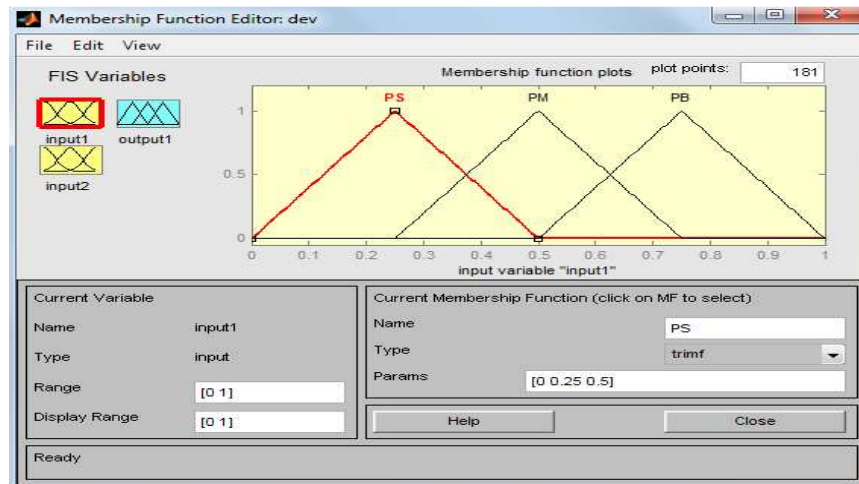 Membership Function Editor: dev
File Edit View
FIS Variables
input1
output1
input2
Membership function plots
plot points:
181
PS
PM
PB
1
0.5
0
0 0.1 0.2 0.3 0.4 0.5 0.6 0.7 0.8 0.9 1
input variable "input1"
Current Variable
Name input1
Type input
Range [0 1]
Display Range [0 1]
Current Membership Function (click on MF to select)
Name PS
Type trimf
Params [0 0.25 0.5]
Help Close
Ready